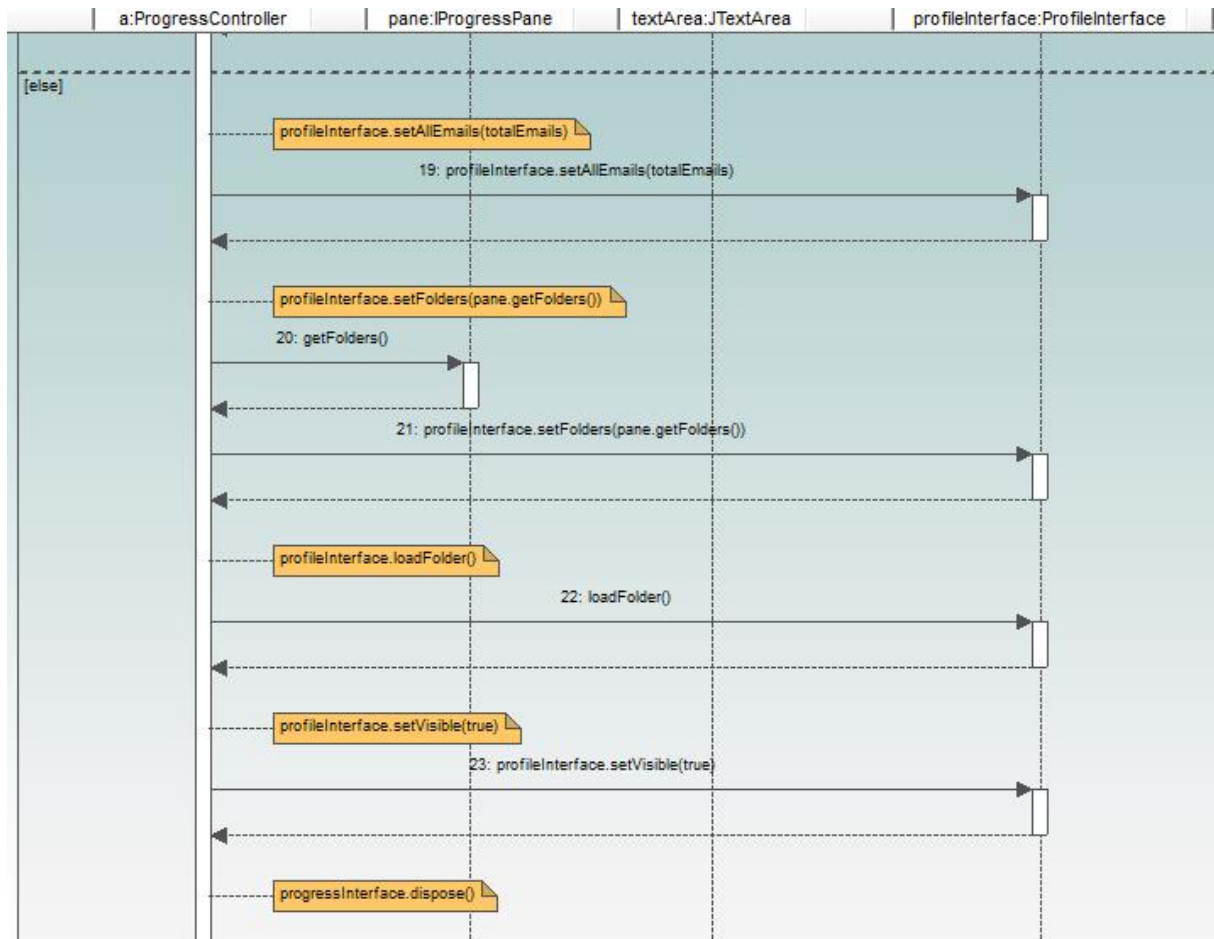 a:ProgressController pane:IProgressPane textArea:JTextArea profileInterface:ProfileInterface
[else]
profileInterface.setAllEmails(totalEmails)
19: profileInterface.setAllEmails(totalEmails)
profileInterface.setFolders(pane.getFolders())
20: getFolders()
21: profileInterface.setFolders(pane.getFolders())
profileInterface.loadFolder()
22: loadFolder()
profileInterface.setVisible(true)
23: profileInterface.setVisible(true)
progressInterface.dispose()